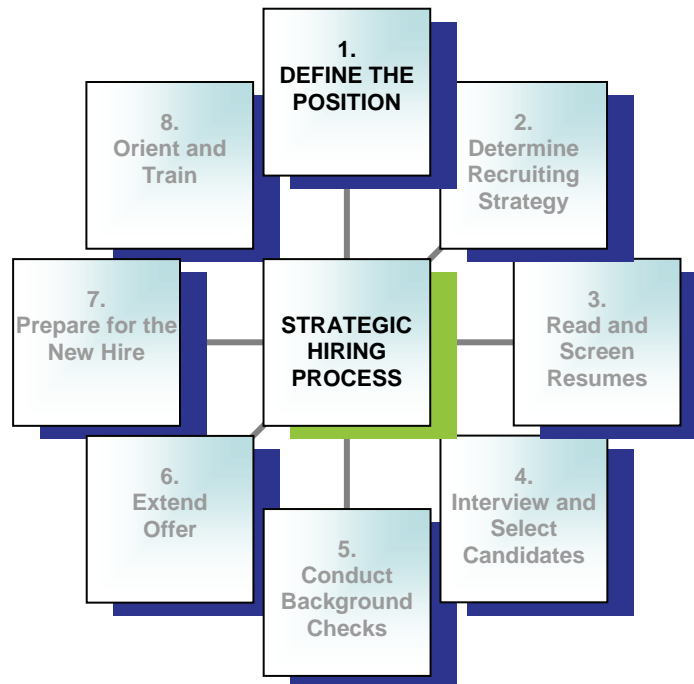 1.
DEFINE THE
POSITION
2.
Determine
Recruiting
Strategy
3.
Read and
Screen
Resumes
4.
Interview and
Select
Candidates
5.
Conduct
Background
Checks
6.
Extend
Offer
7.
Prepare for the
New Hire
8.
Orient and
Train
STRATEGIC
HIRING
PROCESS